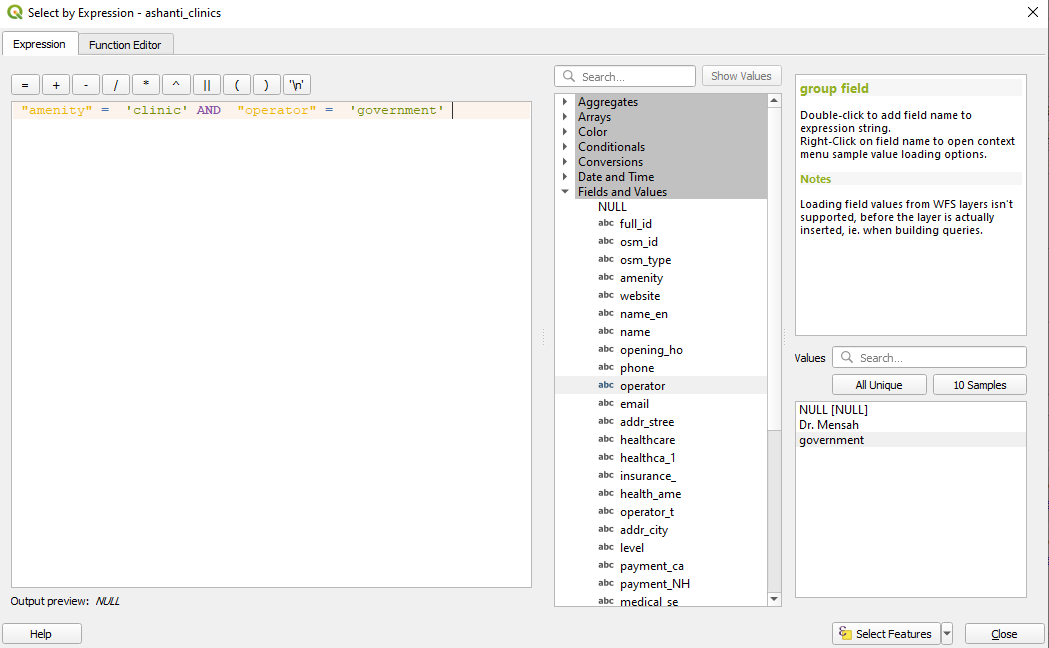 Select by Expression - ashanti_clinics
Expression
Function Editor
= + - / * ^ || ( ) '\n'
"amenity" = 'clinic' AND "operator" = 'government'
Output preview: NULL
Help
Search...
Show Values
Aggregates
Arrays
Color
Conditionals
Conversions
Date and Time
Fields and Values
NULL
abc full_id
abc osm_id
abc osm_type
abc amenity
abc website
abc name_en
abc name
abc opening_ho
abc phone
abc operator
abc email
abc addr_stree
abc healthcare
abc healthca_1
abc insurance_
abc health_ame
abc operator_t
abc addr_city
abc level
abc payment_ca
abc payment_NH
abc medical_se
group field
Double-click to add field name to
expression string.
Right-Click on field name to open context
menu sample value loading options.
Notes
Loading field values from WFS layers isn't
supported, before the layer is actually
inserted, ie. when building queries.
Values
Search...
All Unique
10 Samples
NULL [NULL]
Dr. Mensah
government
Select Features
Close